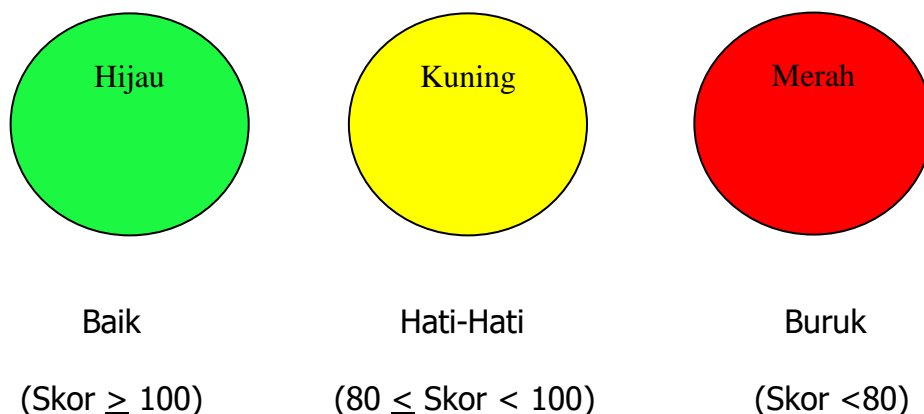 Hijau Kuning Merah
Baik Hati-Hati Buruk
(Skor ≥ 100) (80 ≤ Skor < 100) (Skor <80)